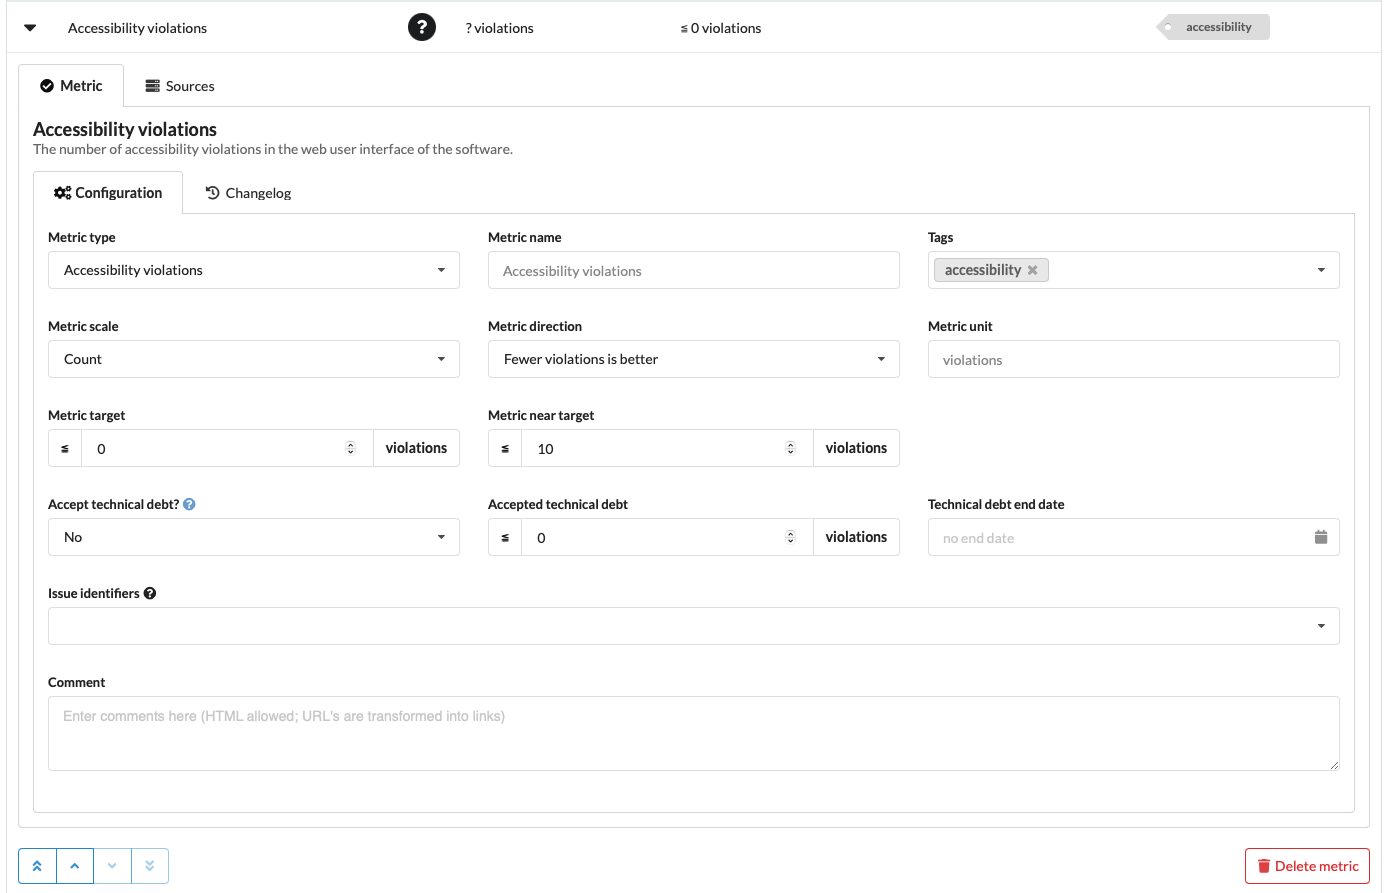 Accessibility violations ? ? violations ≦ 0 violations accessibility
Metric Sources
Accessibility violations
The number of accessibility violations in the web user interface of the software.
Configuration Changelog
Metric type Metric name Tags
Accessibility violations Accessibility violations accessibility
Metric scale Metric direction Metric unit
Count Fewer violations is better violations
Metric target Metric near target
≦ 0 violations ≦ 10 violations
Accept technical debt? ? Accepted technical debt Technical debt end date
No ≦ 0 violations no end date
Issue identifiers ?
Comment
Enter comments here (HTML allowed; URL's are transformed into links)
Delete metric